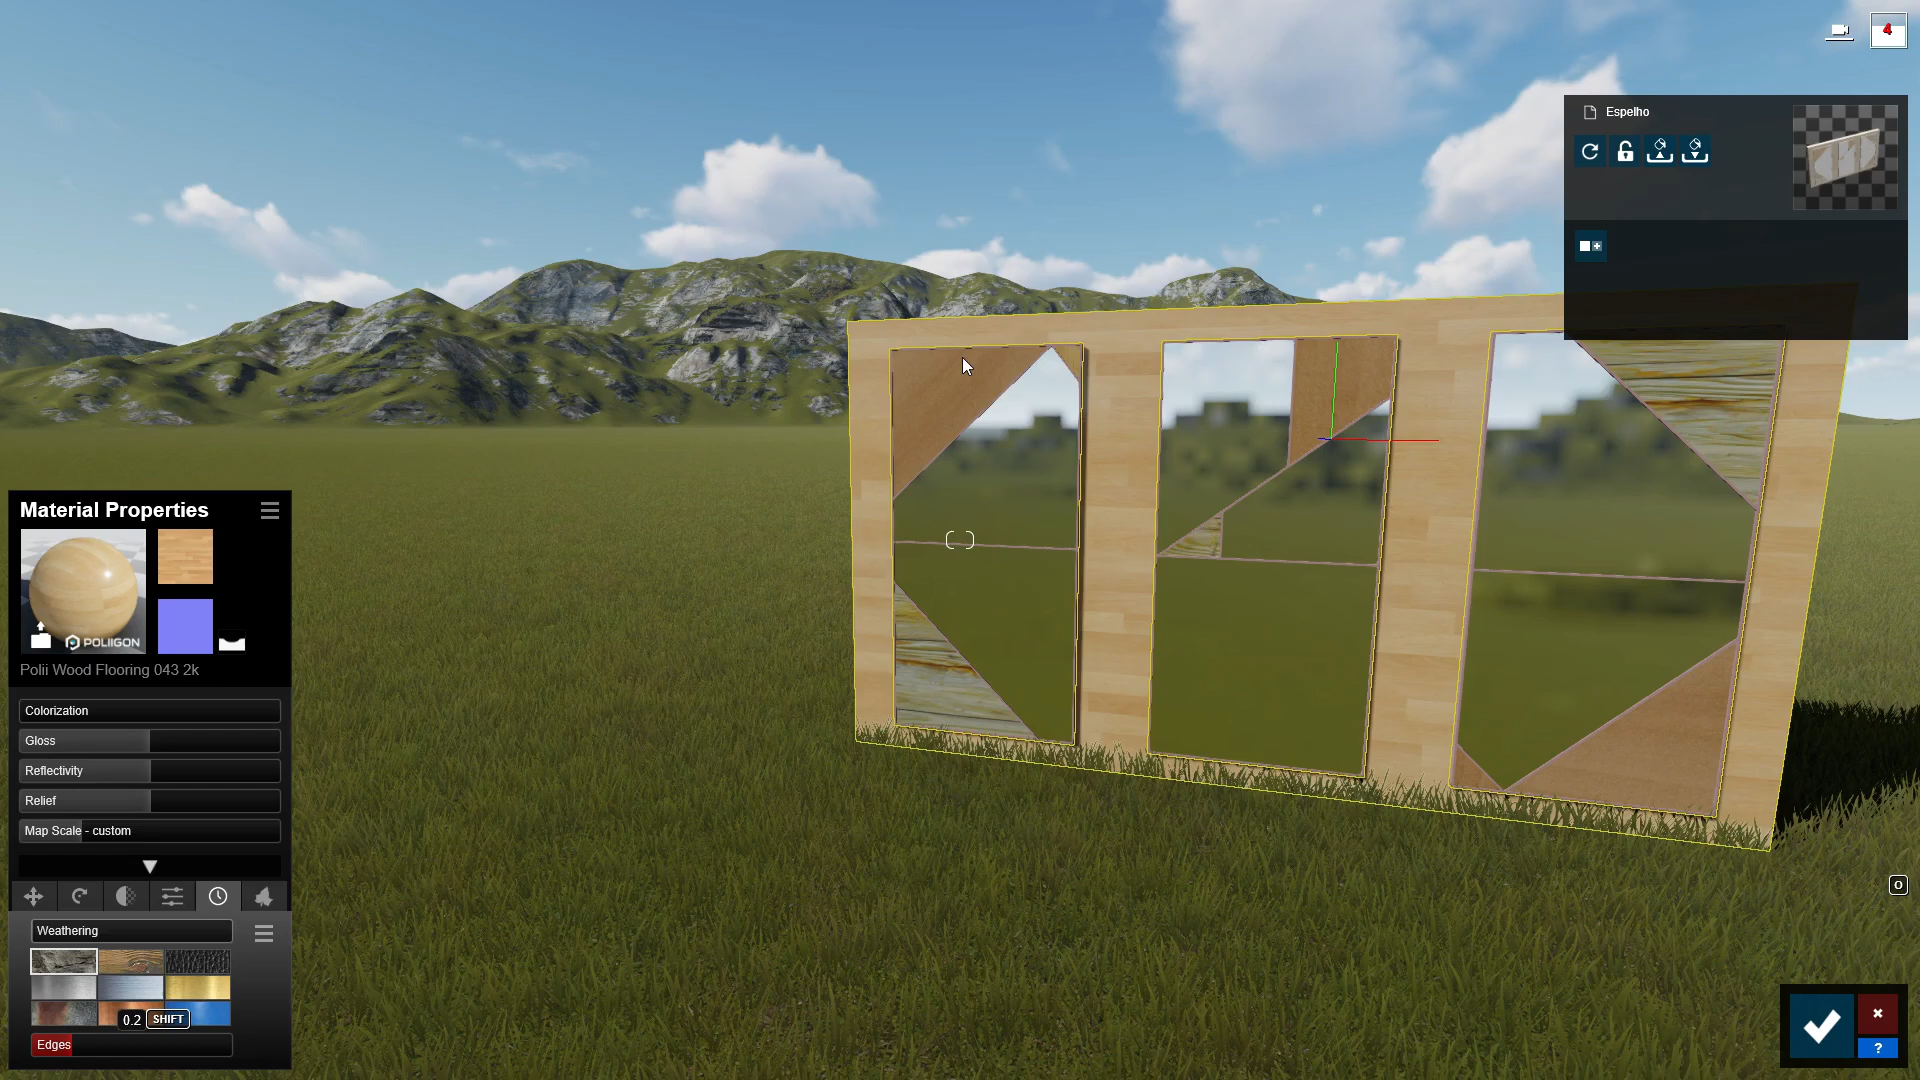 4
Espelho
Material Properties
POLIIGON
Polii Wood Flooring 043 2k
Colorization
Gloss
Reflectivity
Relief
Map Scale - custom
Weathering
0.2 SHIFT
Edges
O
?